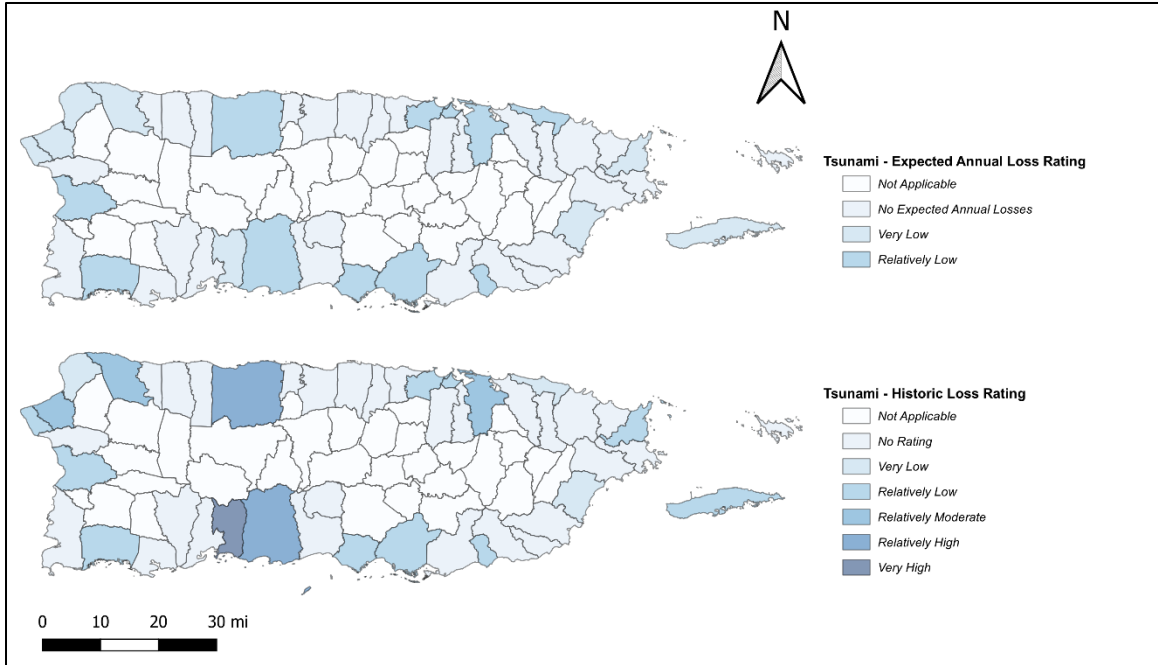 N
Tsunami - Expected Annual Loss Rating
Not Applicable
No Expected Annual Losses
Very Low
Relatively Low
Tsunami - Historic Loss Rating
Not Applicable
No Rating
Very Low
Relatively Low
Relatively Moderate
Relatively High
Very High
0 10 20 30 mi